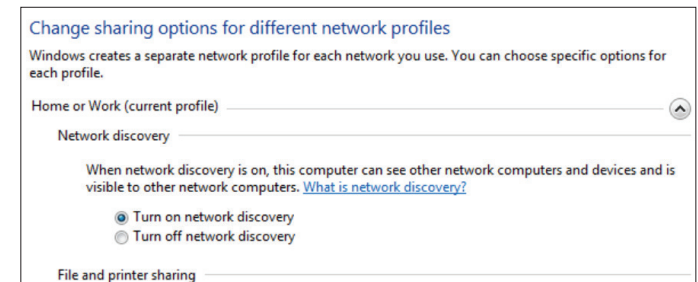 Change sharing options for different network profiles
Windows creates a separate network profile for each network you use. You can choose specific options for
each profile.
Home or Work (current profile)
Network discovery
When network discovery is on, this computer can see other network computers and devices and is
visible to other network computers. What is network discovery?
Turn on network discovery
Turn off network discovery
File and printer sharing